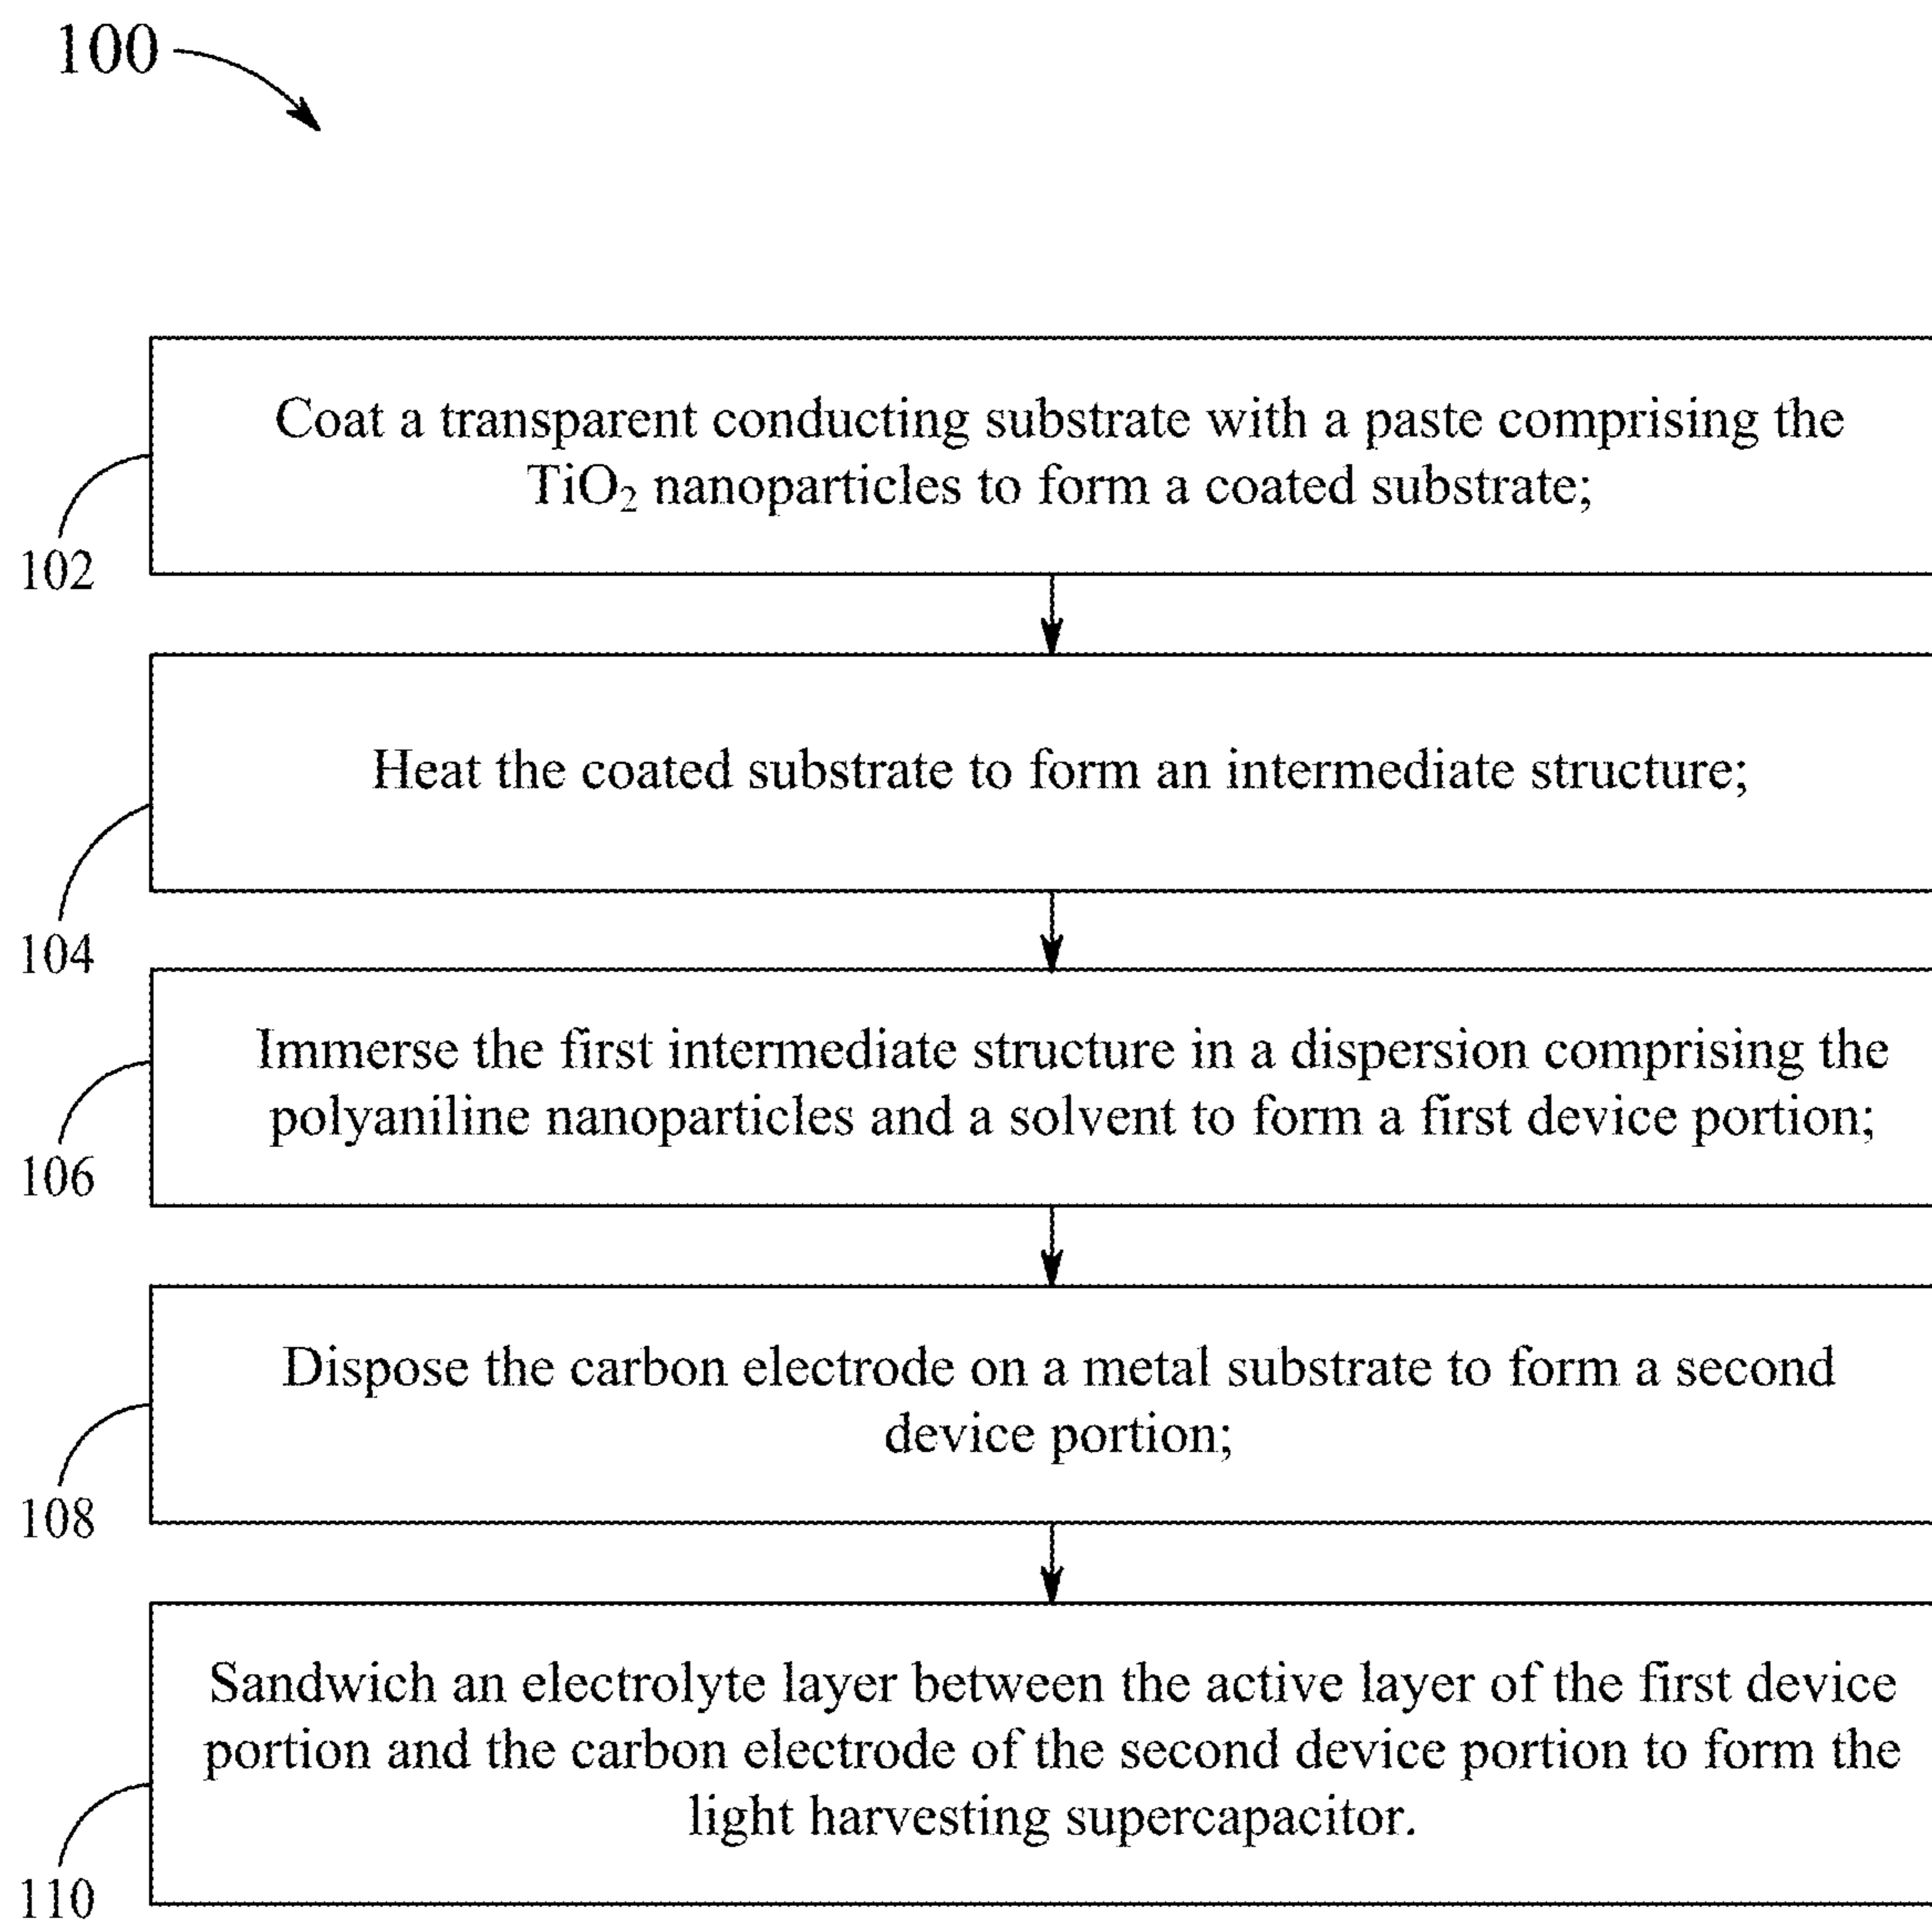 100
Coat a transparent conducting substrate with a paste comprising the
TiO₂ nanoparticles to form a coated substrate;
102
Heat the coated substrate to form an intermediate structure;
104
Immerse the first intermediate structure in a dispersion comprising the
polyaniline nanoparticles and a solvent to form a first device portion;
106
Dispose the carbon electrode on a metal substrate to form a second
device portion;
108
Sandwich an electrolyte layer between the active layer of the first device
portion and the carbon electrode of the second device portion to form the
light harvesting supercapacitor.
110